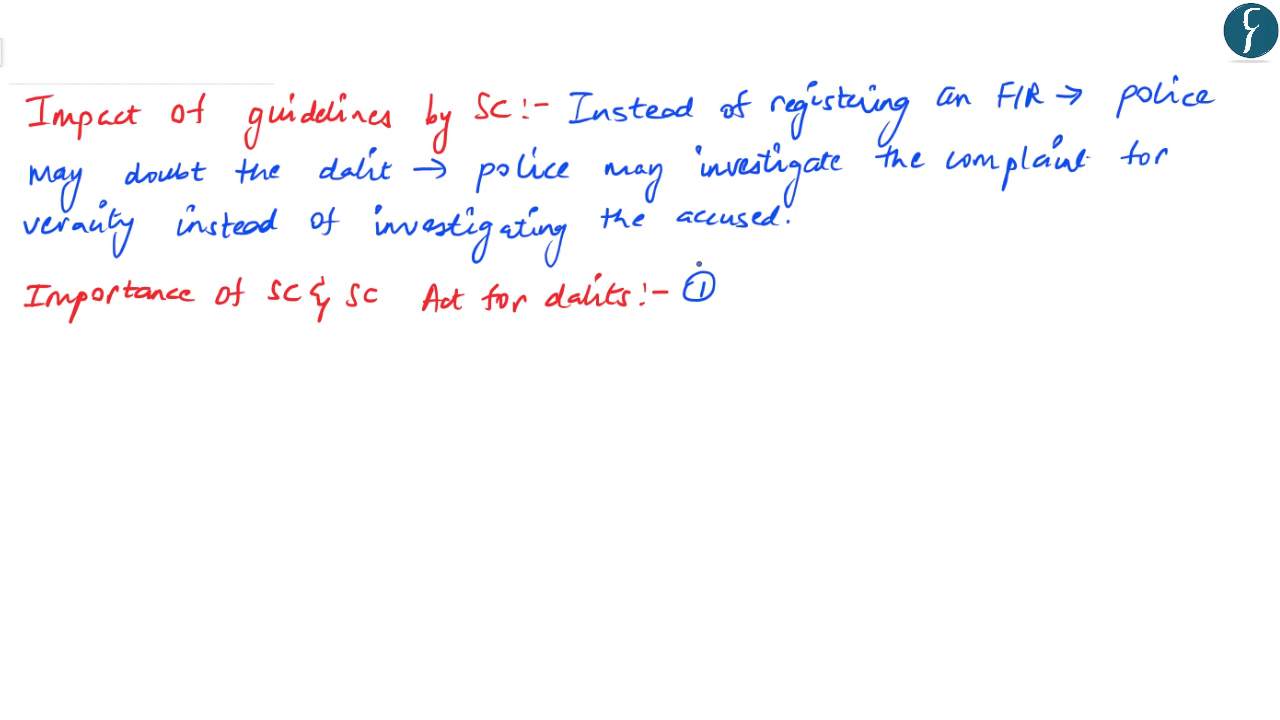 Impact of guidelines by SC:- Instead of registering an FIR → police
may doubt the dalit → police may investigate the complaint for
veracity instead of investigating the accused.
Importance of SC & SC Act for dalits:- ①